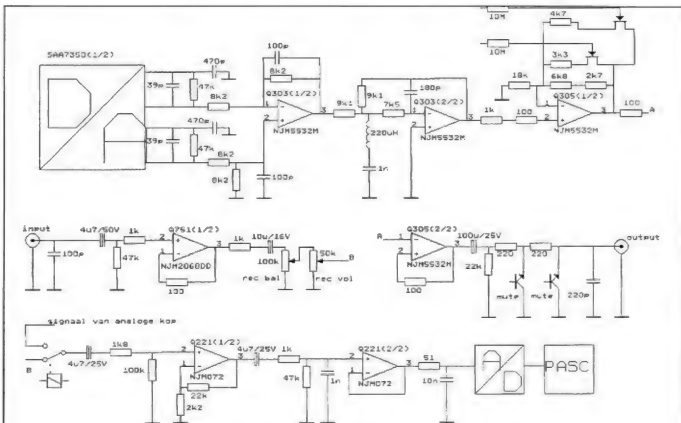 10M
4k7
SAA7350(1/2)
100p
10M
470p
8k2
3k3
39p
47k
8k2
Q303(1/2)
180p
18k
6k8
2k7
9k1
Q303(2/2)
Q305(1/2)
100
A
470p
NJM5532M
9k1
7k5
NJM5532M
1k
100
NJM5532M
39p
47k
8k2
220uH
8k2
100p
1n
input
4u7/50V
1k
Q751(1/2)
1k
10u/16V
50k
Q305(2/2)
100u/25V
output
A
100p
47k
NJM2068DD
100k
B
NJM5532M
220
220
100
rec bal
rec vol
100
22k
mute
mute
220p
signaal van analoge kop
B
4u7/25V
1k8
Q221(1/2)
4u7/25V
1k
Q221(2/2)
51
A
D
PASC
100k
NJM072
47k
1n
NJM072
10n
22k
2k2